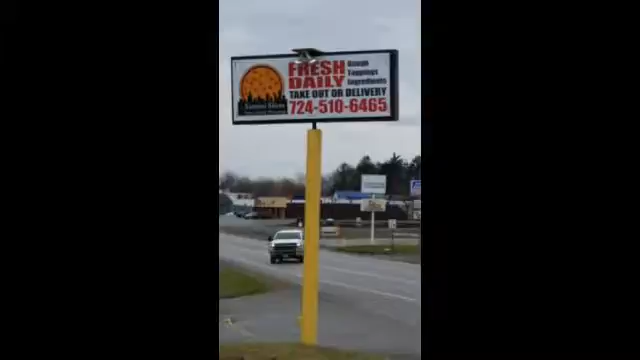 FRESH
DAILY
Dough
Toppings
Ingredients
TAKE OUT OR DELIVERY
724-510-6465